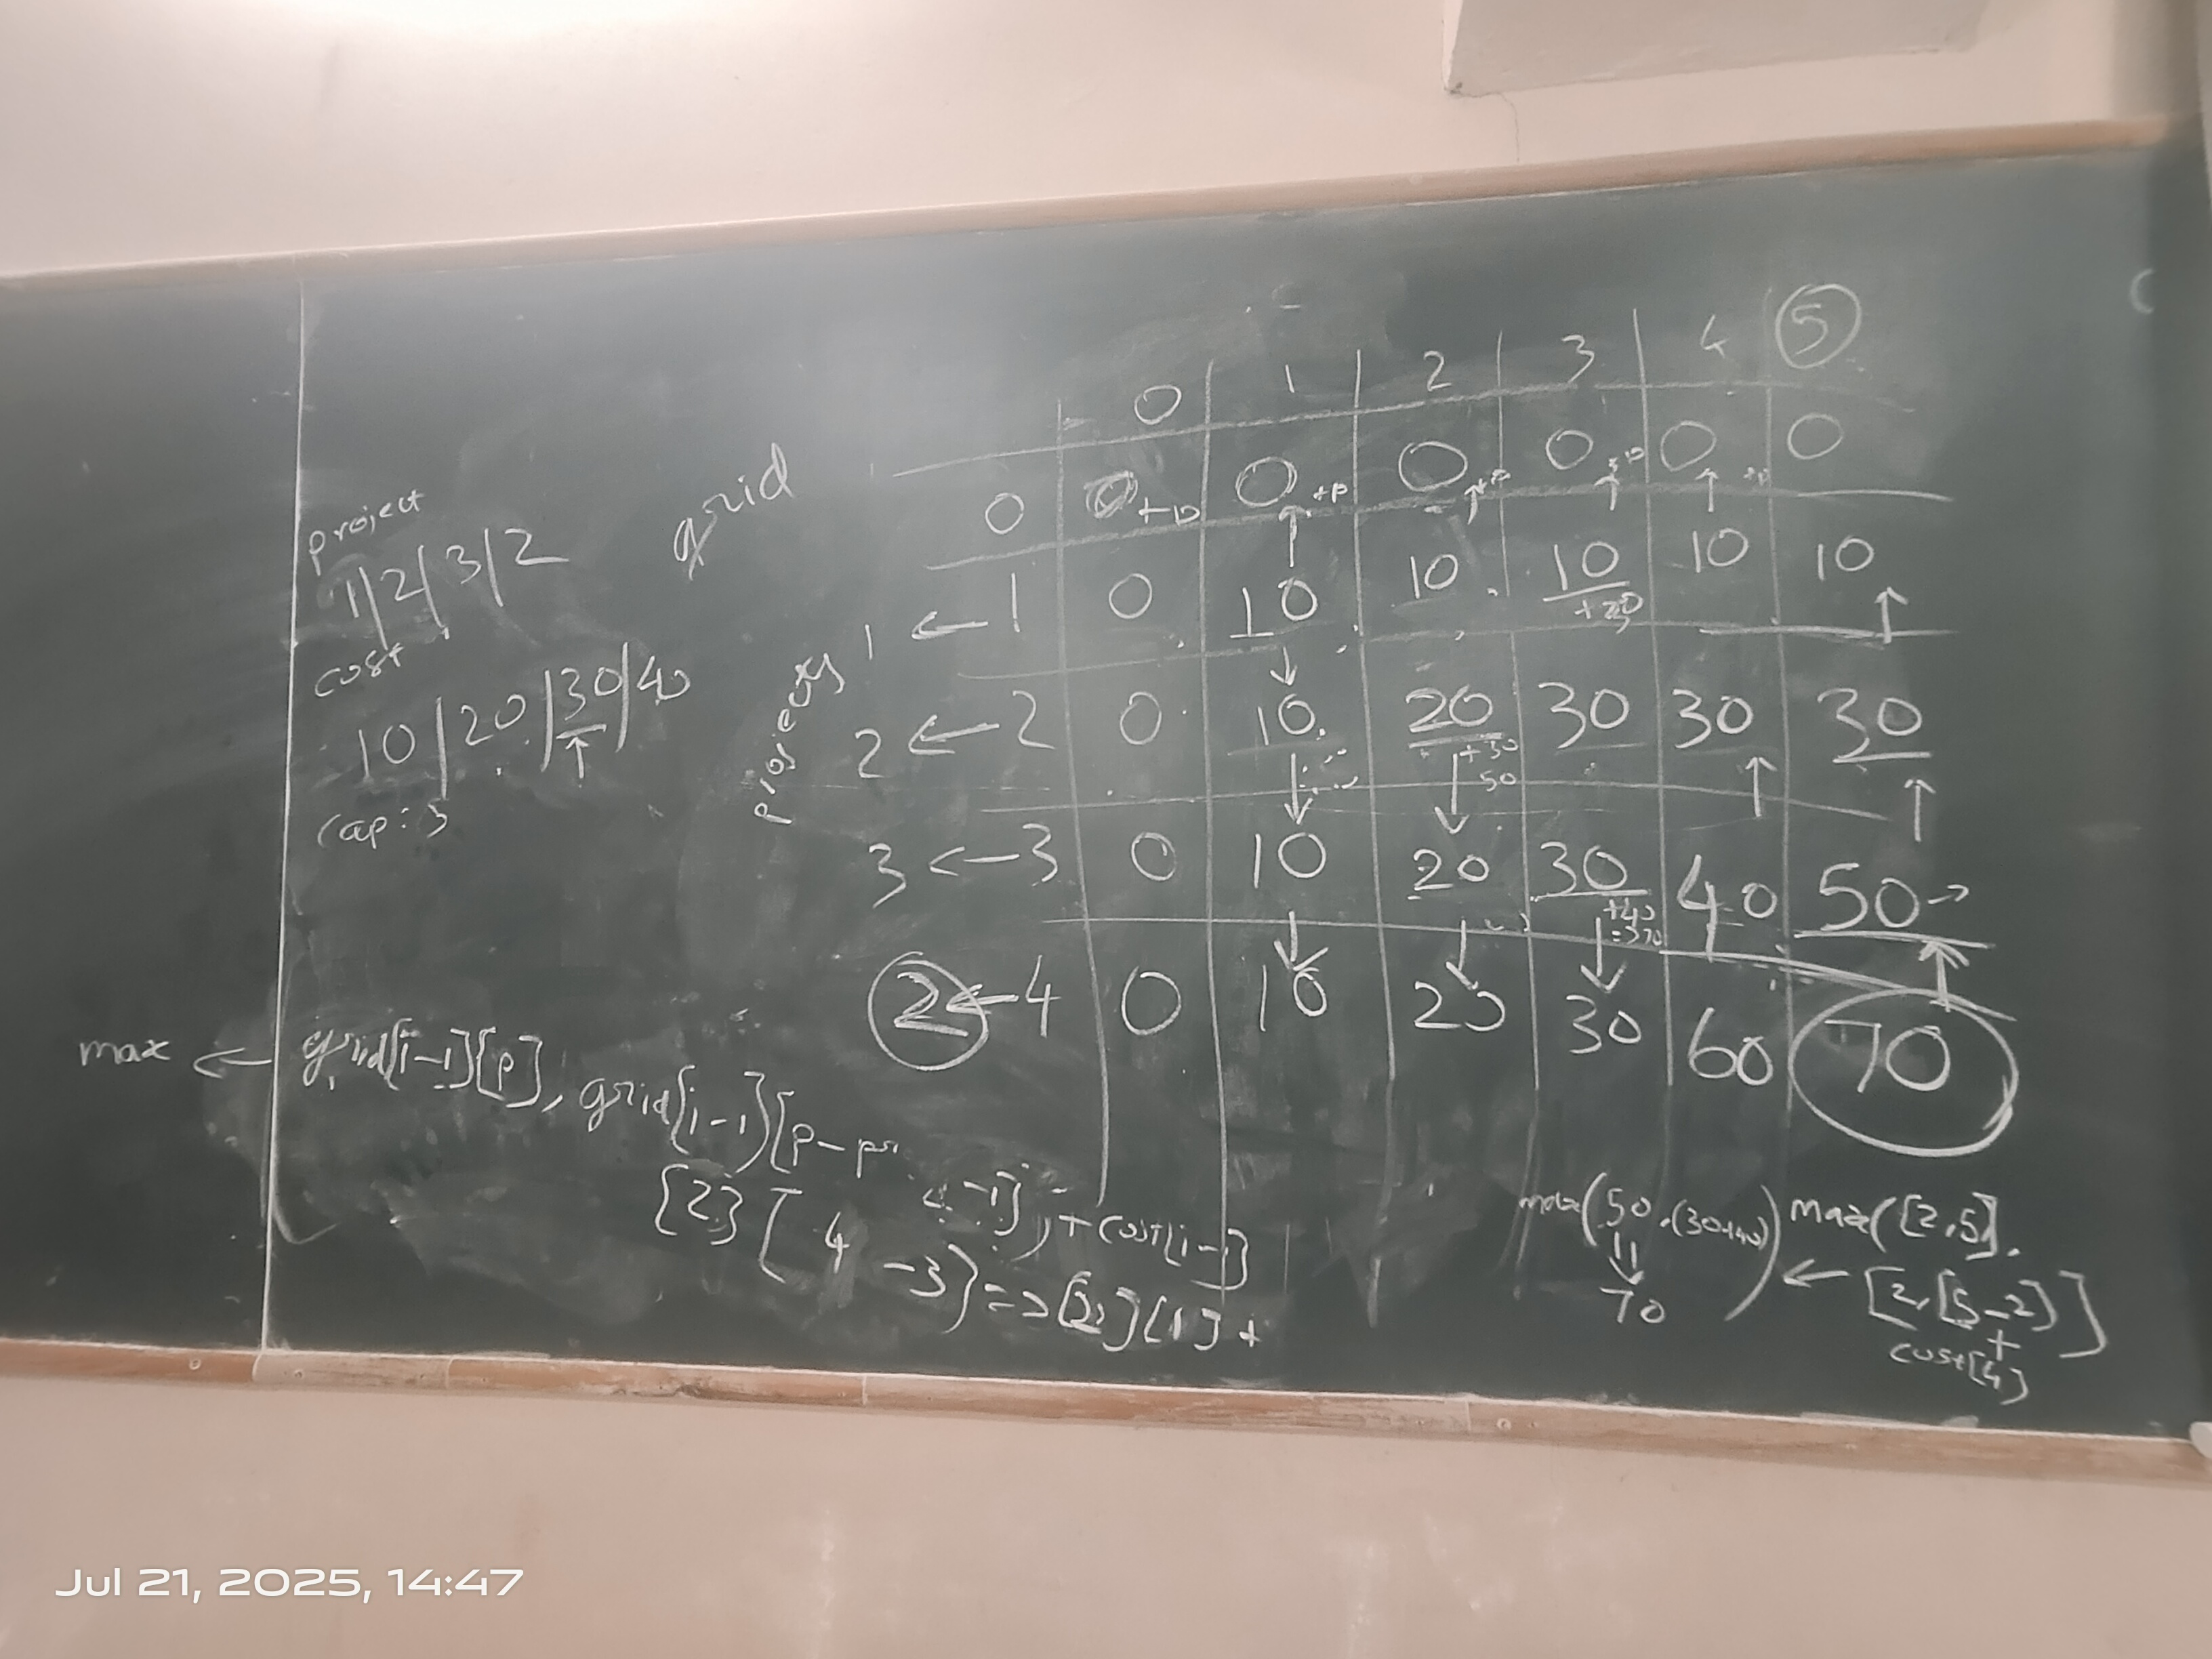 project
1|2|3|2
cost
10|20|30|40
↑
cap: 5
grid
projects
0 1 2 3 4 5
0 0 +10 0 +10 0 0 0 0
1 ← 1 0 10 10 10 +20 10 10
2 ← 2 0 10 20 +30 50 30 30 30
3 ← 3 0 10 20 30 +40 = 70 40 50 →
2 ← 4 0 10 20 30 60 70
max ← grid[i-1][p], grid[i-1][p-pr
-1] + cost[i-1]
[2][4 -3] => [2][1] +
max(50, (30+40)) max([2,5],
70
← [2,[5-2]
+
cost[4]]
Jul 21, 2025, 14:47